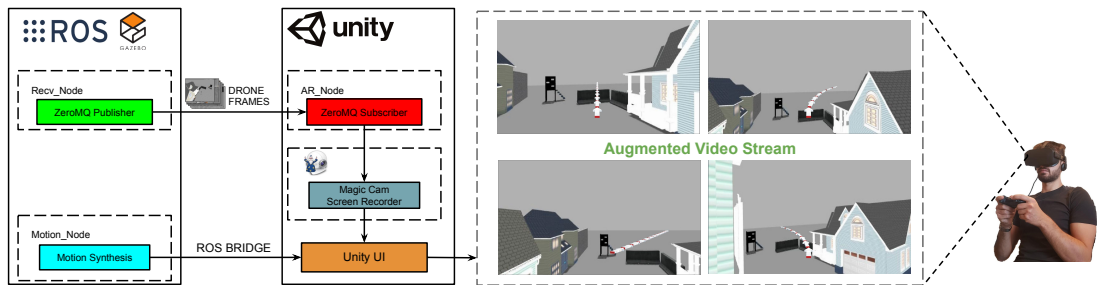 ROS
GAZEBO
unity
Recv_Node
ZeroMQ Publisher
DRONE
FRAMES
AR_Node
ZeroMQ Subscriber
Magic Cam
Screen Recorder
Motion_Node
Motion Synthesis
ROS BRIDGE
Unity UI
Augmented Video Stream